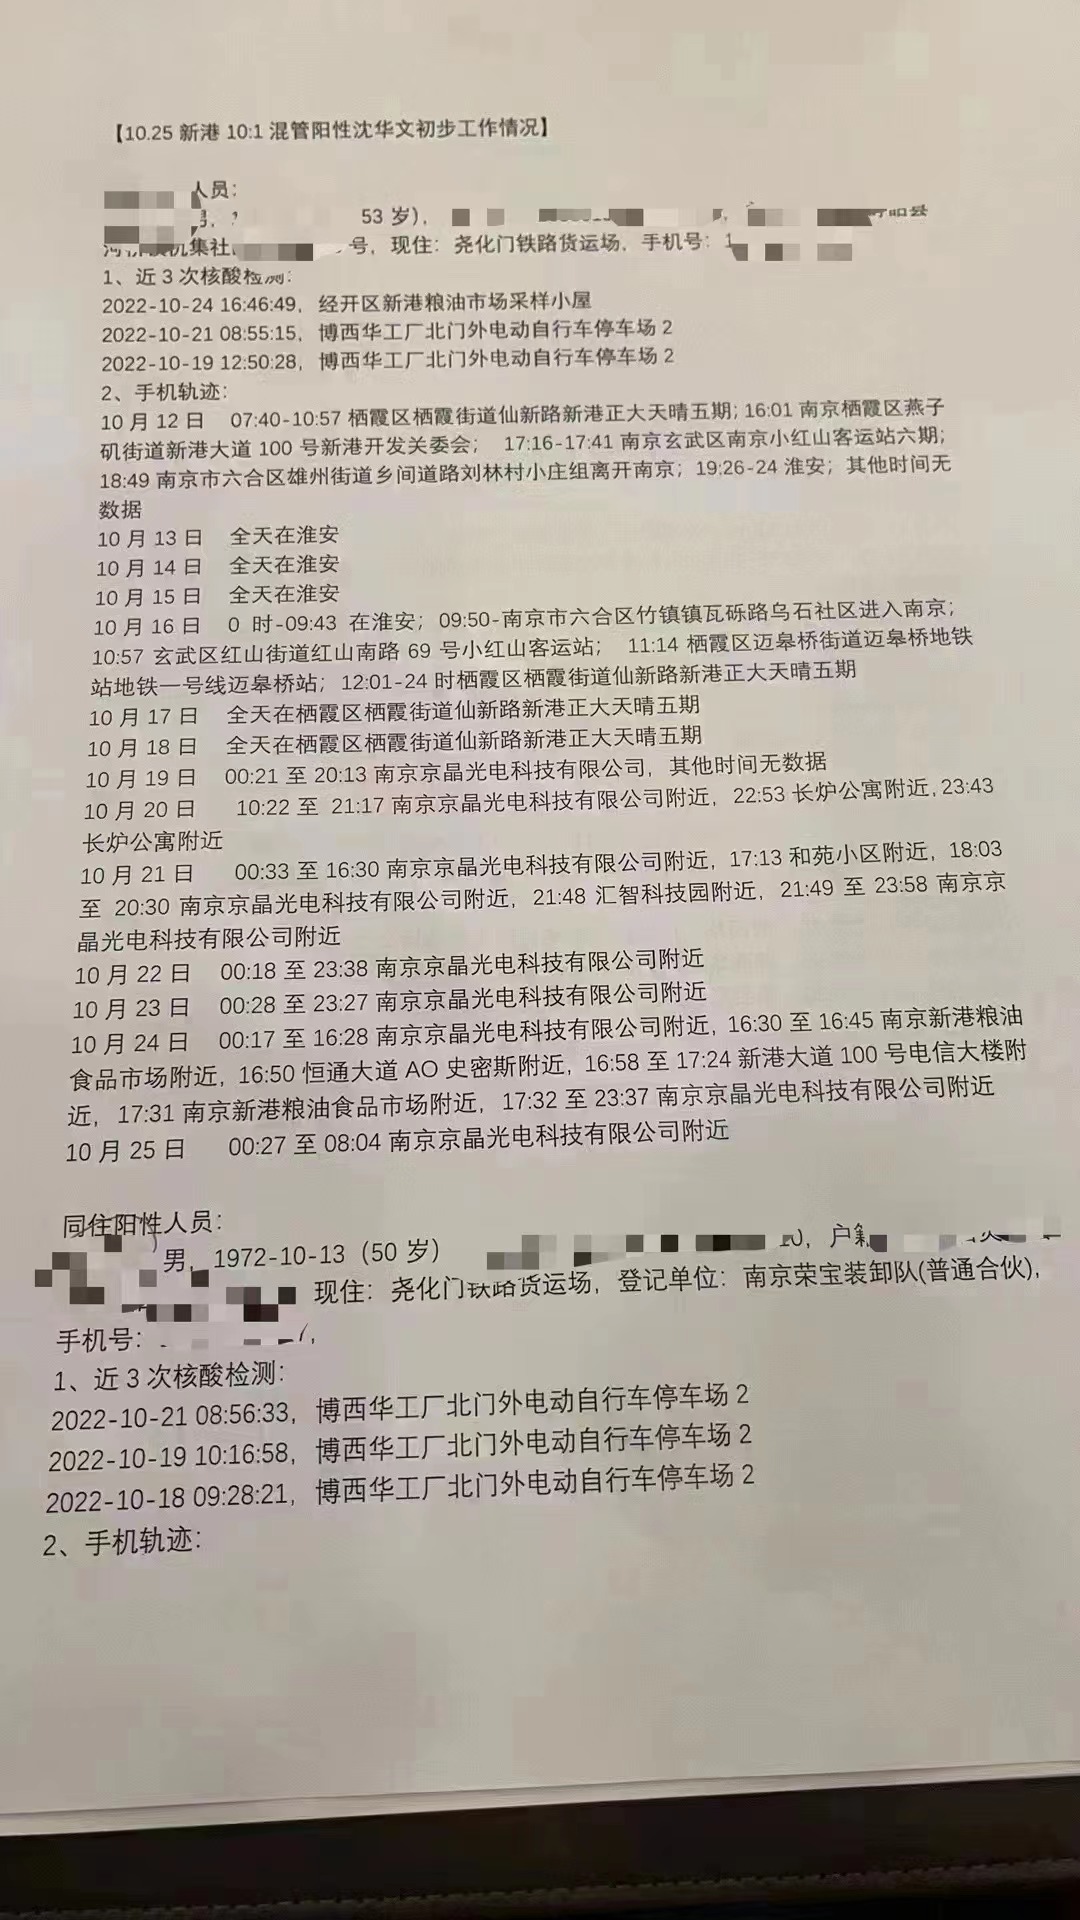 【10.25 新港 10:1 混管阳性沈华文初步工作情况】
人员：
53 岁），
号，现住：尧化门铁路货运场，手机号：1
1、近 3 次核酸检测：
2022-10-24 16:46:49，经开区新港粮油市场采样小屋
2022-10-21 08:55:15，博西华工厂北门外电动自行车停车场 2
2022-10-19 12:50:28，博西华工厂北门外电动自行车停车场 2
2、手机轨迹：
10 月 12 日 07:40-10:57 栖霞区栖霞街道仙新路新港正大天晴五期；16:01 南京栖霞区燕子
矶街道新港大道 100 号新港开发关委会； 17:16-17:41 南京玄武区南京小红山客运站六期；
18:49 南京市六合区雄州街道乡间道路刘林村小庄组离开南京；19:26-24 淮安；其他时间无
数据
10 月 13 日 全天在淮安
10 月 14 日 全天在淮安
10 月 15 日 全天在淮安
10 月 16 日 0 时-09:43 在淮安；09:50-南京市六合区竹镇镇瓦砾路乌石社区进入南京；
10:57 玄武区红山街道红山南路 69 号小红山客运站； 11:14 栖霞区迈皋桥街道迈皋桥地铁
站地铁一号线迈皋桥站；12:01-24 时栖霞区栖霞街道仙新路新港正大天晴五期
10 月 17 日 全天在栖霞区栖霞街道仙新路新港正大天晴五期
10 月 18 日 全天在栖霞区栖霞街道仙新路新港正大天晴五期
10 月 19 日 00:21 至 20:13 南京京晶光电科技有限公司，其他时间无数据
10 月 20 日 10:22 至 21:17 南京京晶光电科技有限公司附近，22:53 长炉公寓附近，23:43
长炉公寓附近
10 月 21 日 00:33 至 16:30 南京京晶光电科技有限公司附近，17:13 和苑小区附近，18:03
至 20:30 南京京晶光电科技有限公司附近，21:48 汇智科技园附近，21:49 至 23:58 南京京
晶光电科技有限公司附近
10 月 22 日 00:18 至 23:38 南京京晶光电科技有限公司附近
10 月 23 日 00:28 至 23:27 南京京晶光电科技有限公司附近
10 月 24 日 00:17 至 16:28 南京京晶光电科技有限公司附近，16:30 至 16:45 南京新港粮油
食品市场附近，16:50 恒通大道 AO 史密斯附近，16:58 至 17:24 新港大道 100 号电信大楼附
近，17:31 南京新港粮油食品市场附近，17:32 至 23:37 南京京晶光电科技有限公司附近
10 月 25 日 00:27 至 08:04 南京京晶光电科技有限公司附近
同住阳性人员：
男，1972-10-13（50 岁） 户籍
现住：尧化门铁路货运场，登记单位：南京荣宝装卸队(普通合伙)，
手机号：
1、近 3 次核酸检测：
2022-10-21 08:56:33，博西华工厂北门外电动自行车停车场 2
2022-10-19 10:16:58，博西华工厂北门外电动自行车停车场 2
2022-10-18 09:28:21，博西华工厂北门外电动自行车停车场 2
2、手机轨迹：